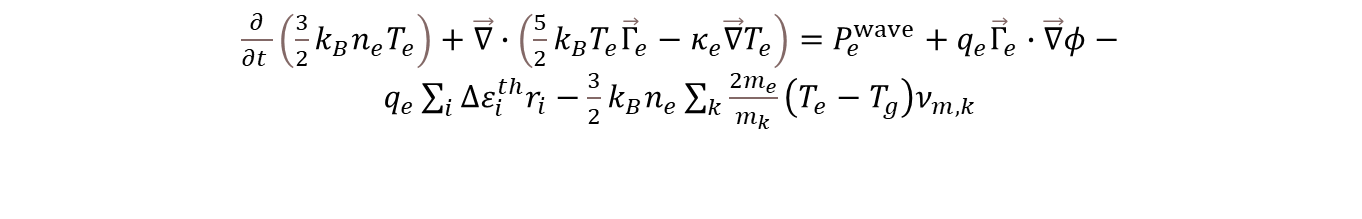 ∂/∂t (3/2 k_B n_e T_e) + ∇⃗ · (5/2 k_B T_e Γ⃗_e − κ_e ∇⃗T_e) = P_e^wave + q_e Γ⃗_e · ∇⃗ϕ −
q_e ∑_i Δε_i^th r_i − 3/2 k_B n_e ∑_k 2m_e/m_k (T_e − T_g)ν_m,k